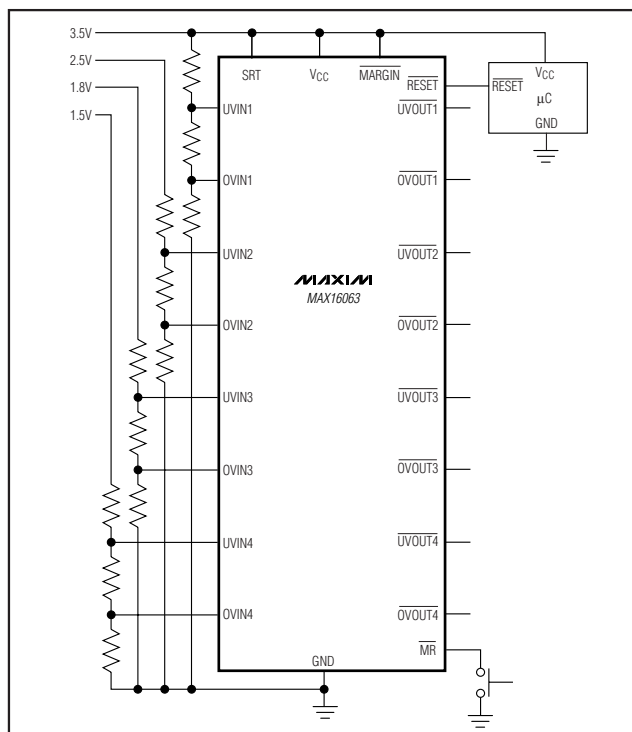 3.5V
2.5V
1.8V
1.5V
SRT
VCC
MARGIN
RESET
UVIN1
OVIN1
UVIN2
OVIN2
UVIN3
OVIN3
UVIN4
OVIN4
MAXIM
MAX16063
UVOUT1
OVOUT1
UVOUT2
OVOUT2
UVOUT3
OVOUT3
UVOUT4
OVOUT4
MR
GND
VCC
RESET
μC
GND